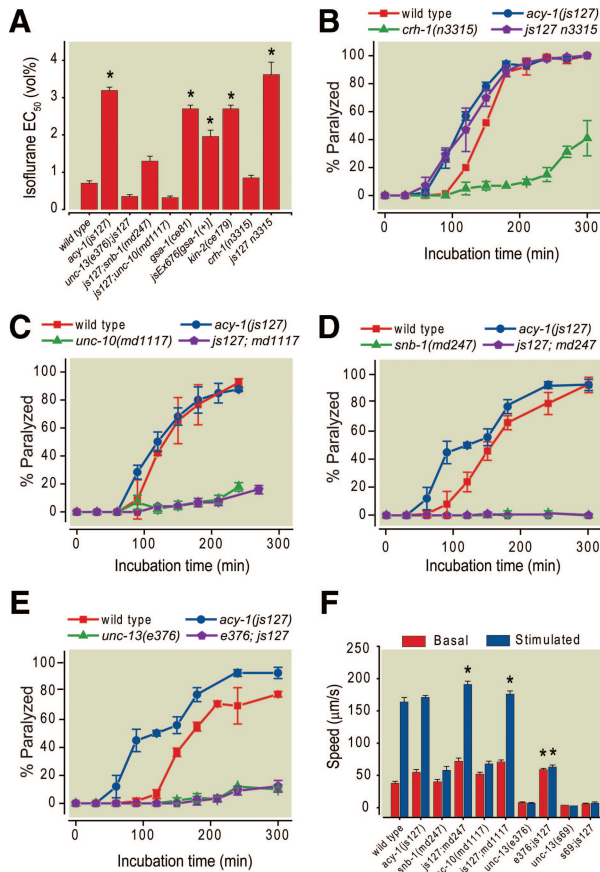 A
Isoflurane EC50 (vol%)
4
3
2
1
0
* * * * *
wild type
acy-1(js127)
unc-13(e376);js127
js127;snb-1(md247)
js127;unc-10(md1117)
gsa-1(ce81)
jsEx676[gsa-1(+)]
kin-2(ce179)
crh-1(n3315)
js127 n3315
B
wild type acy-1(js127)
crh-1(n3315) js127 n3315
% Paralyzed
100
80
60
40
20
0
0 100 200 300
Incubation time (min)
C
wild type acy-1(js127)
unc-10(md1117) js127; md1117
% Paralyzed
100
80
60
40
20
0
0 100 200 300
Incubation time (min)
D
wild type acy-1(js127)
snb-1(md247) js127; md247
% Paralyzed
100
80
60
40
20
0
0 100 200 300
Incubation time (min)
E
wild type acy-1(js127)
unc-13(e376) e376; js127
% Paralyzed
100
80
60
40
20
0
0 100 200 300
Incubation time (min)
F
Basal Stimulated
Speed (μm/s)
250
200
150
100
50
0
* * * *
wild type
acy-1(js127)
snb-1(md247)
js127;md247
nc-10(md1117)
js127;md1117
unc-13(e376)
e376;js127
unc-13(s69)
s69;js127